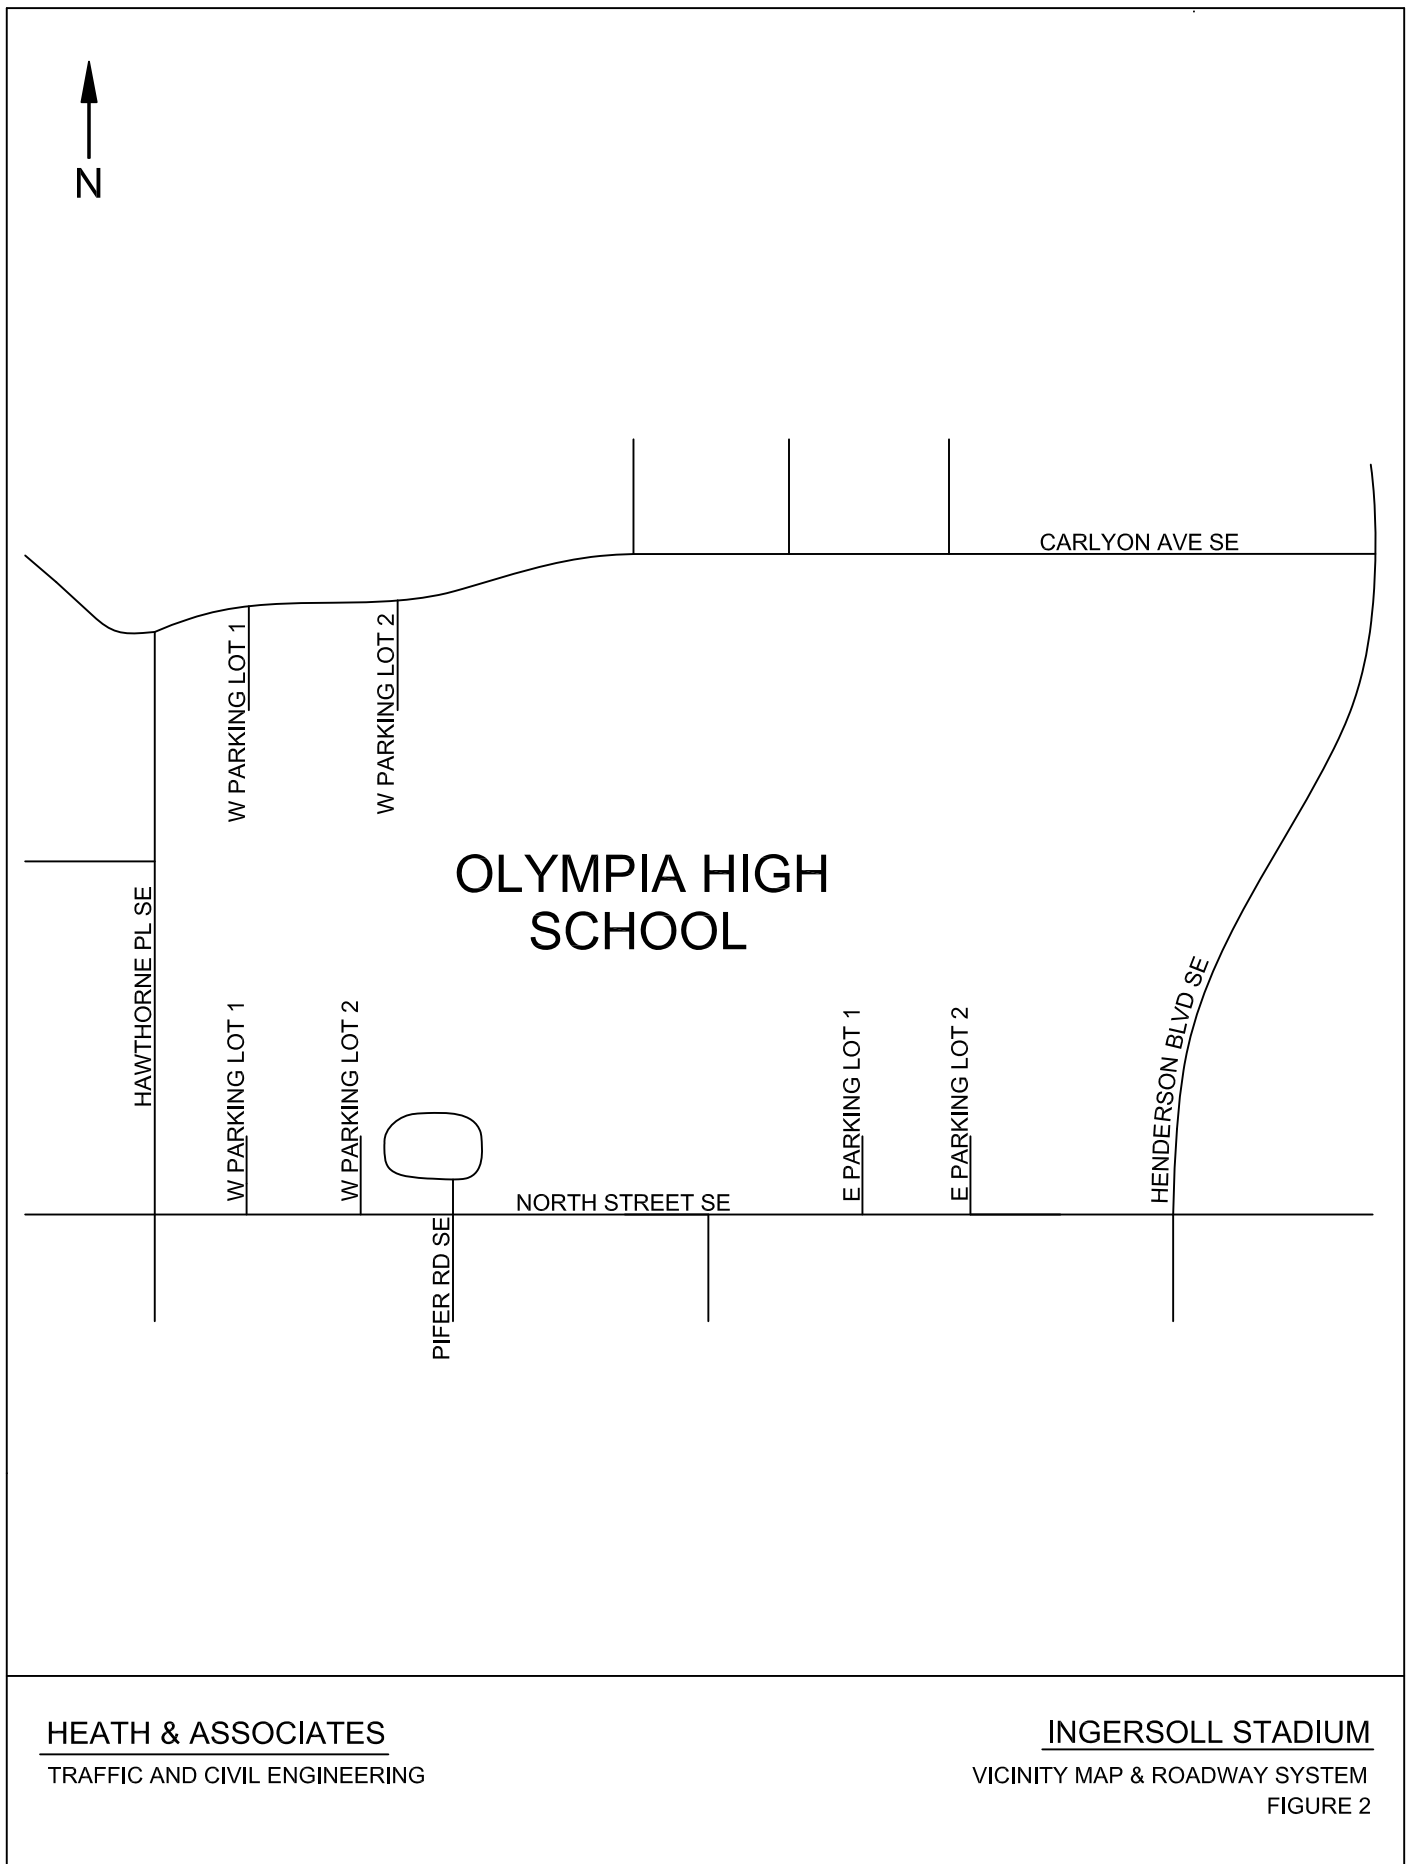 N
CARLYON AVE SE
W PARKING LOT 1
W PARKING LOT 2
OLYMPIA HIGH
SCHOOL
HAWTHORNE PL SE
HENDERSON BLVD SE
W PARKING LOT 1
W PARKING LOT 2
E PARKING LOT 1
E PARKING LOT 2
NORTH STREET SE
PIFER RD SE
HEATH & ASSOCIATES
TRAFFIC AND CIVIL ENGINEERING
INGERSOLL STADIUM
VICINITY MAP & ROADWAY SYSTEM
FIGURE 2